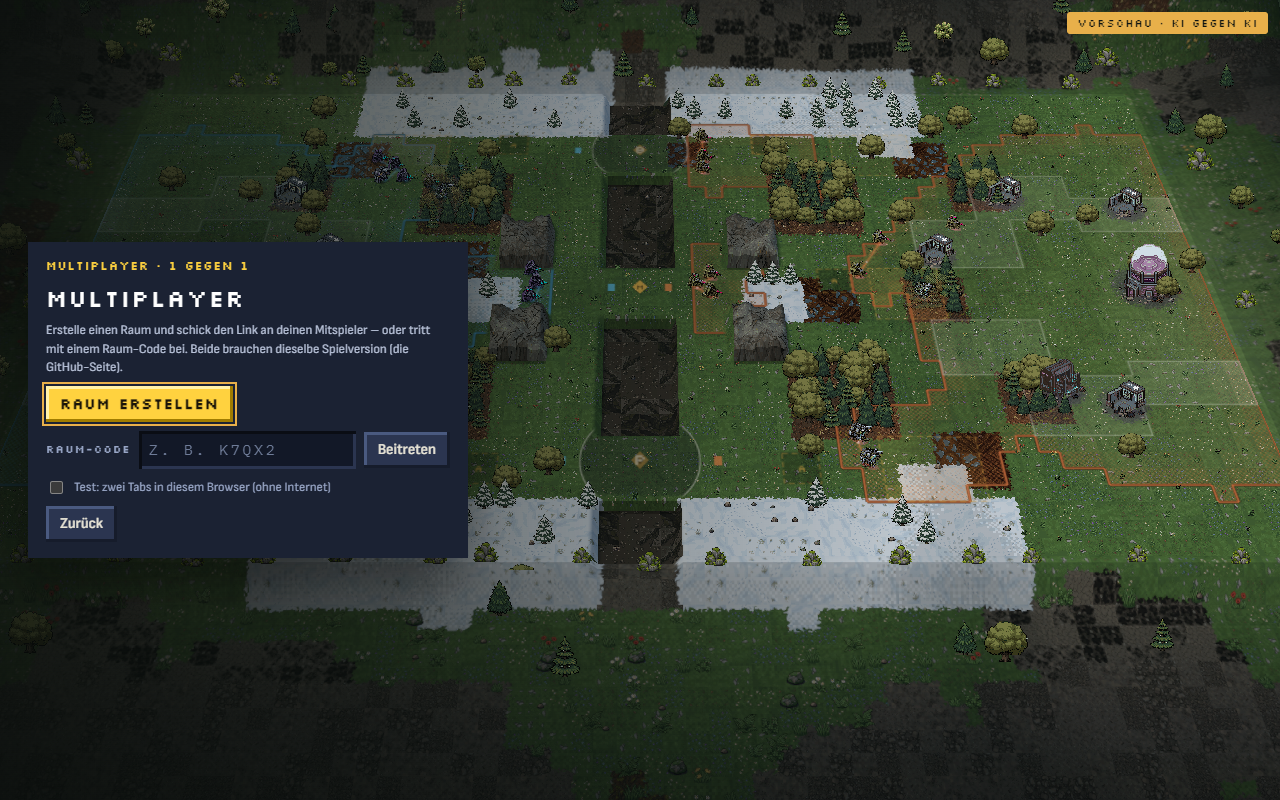 VORSCHAU · KI GEGEN KI
MULTIPLAYER · 1 GEGEN 1
MULTIPLAYER
Erstelle einen Raum und schick den Link an deinen Mitspieler – oder tritt
mit einem Raum-Code bei. Beide brauchen dieselbe Spielversion (die
GitHub-Seite).
RAUM ERSTELLEN
RAUM-CODE Z. B. K7QX2 Beitreten
Test: zwei Tabs in diesem Browser (ohne Internet)
Zurück